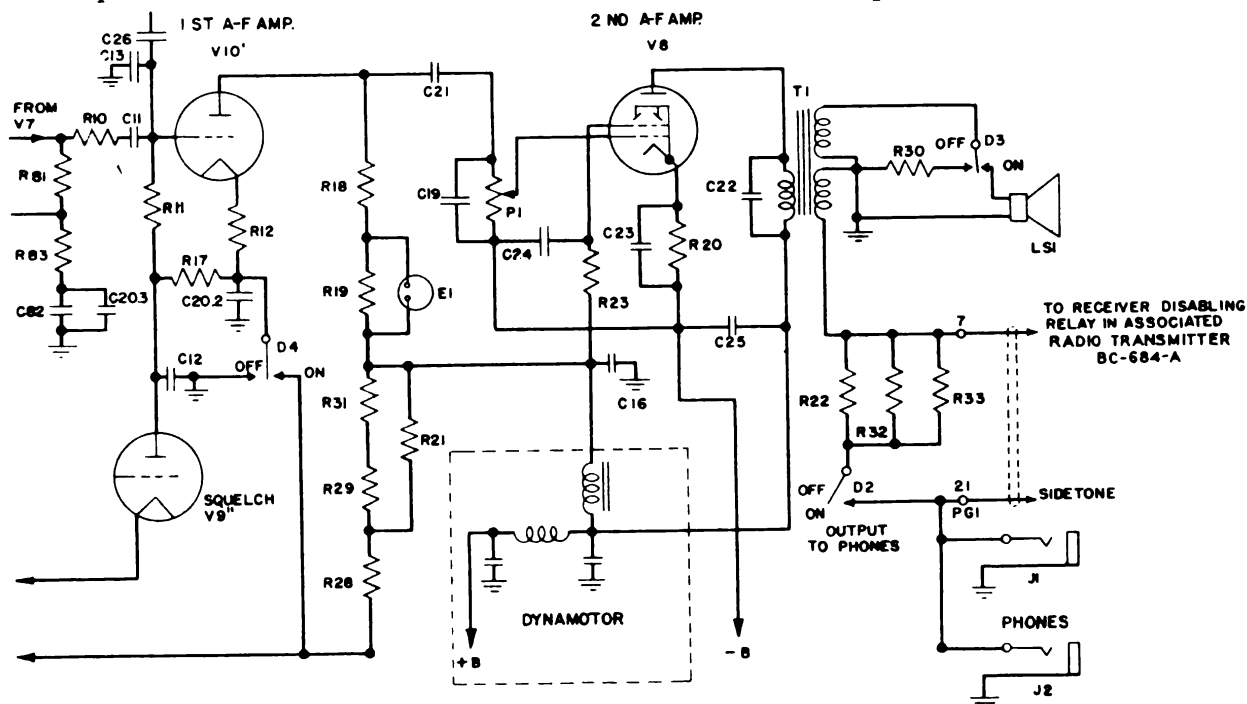 1 ST A-F AMP.
V10'
2 ND A-F AMP.
V8
C26
C13
C21
T1
FROM
V7
R10
C11
OFF
D3
R30
ON
R81
R18
C19
P1
C22
R11
LS1
R12
C23
R20
C24
R83
R17
R19
E1
R23
C20.3
C20.2
C82
TO RECEIVER DISABLING
RELAY IN ASSOCIATED
RADIO TRANSMITTER
BC-684-A
7
D4
C25
C12
OFF
ON
C16
R31
R22
R33
R21
R32
R29
SQUELCH
V9"
OFF
D2
21
SIDETONE
ON
PG1
OUTPUT
TO PHONES
R28
J1
DYNAMOTOR
PHONES
+B
-B
J2